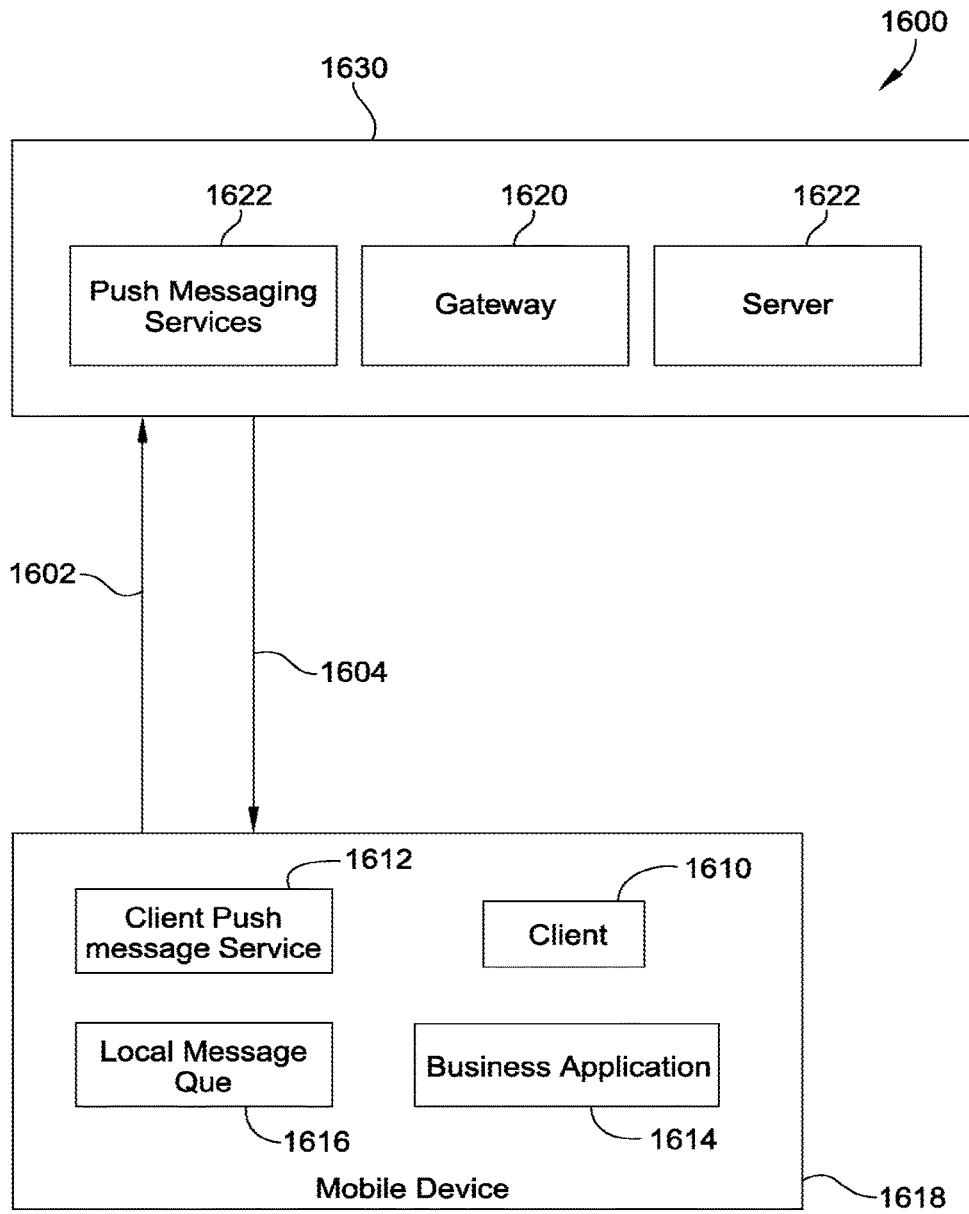 1600
1630
1622
1620
1622
Push Messaging
Services
Gateway
Server
1602
1604
1612
1610
Client Push
message Service
Client
Local Message
Que
Business Application
1616
1614
Mobile Device
1618